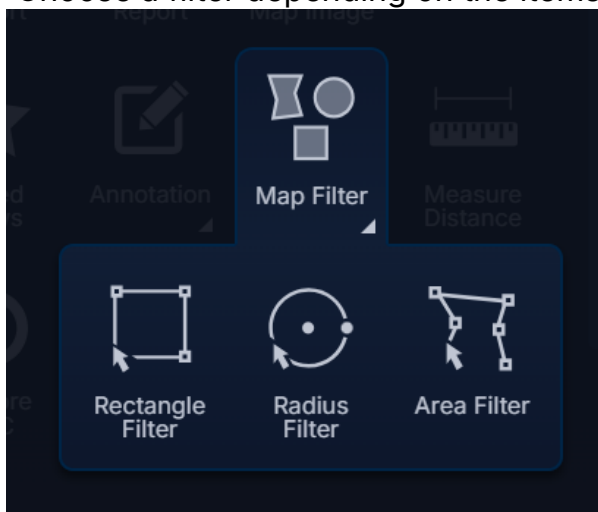 Choose a filter depending on the items
Report
Map Image
Annotation
Map Filter
Measure
Distance
Rectangle
Filter
Radius
Filter
Area Filter